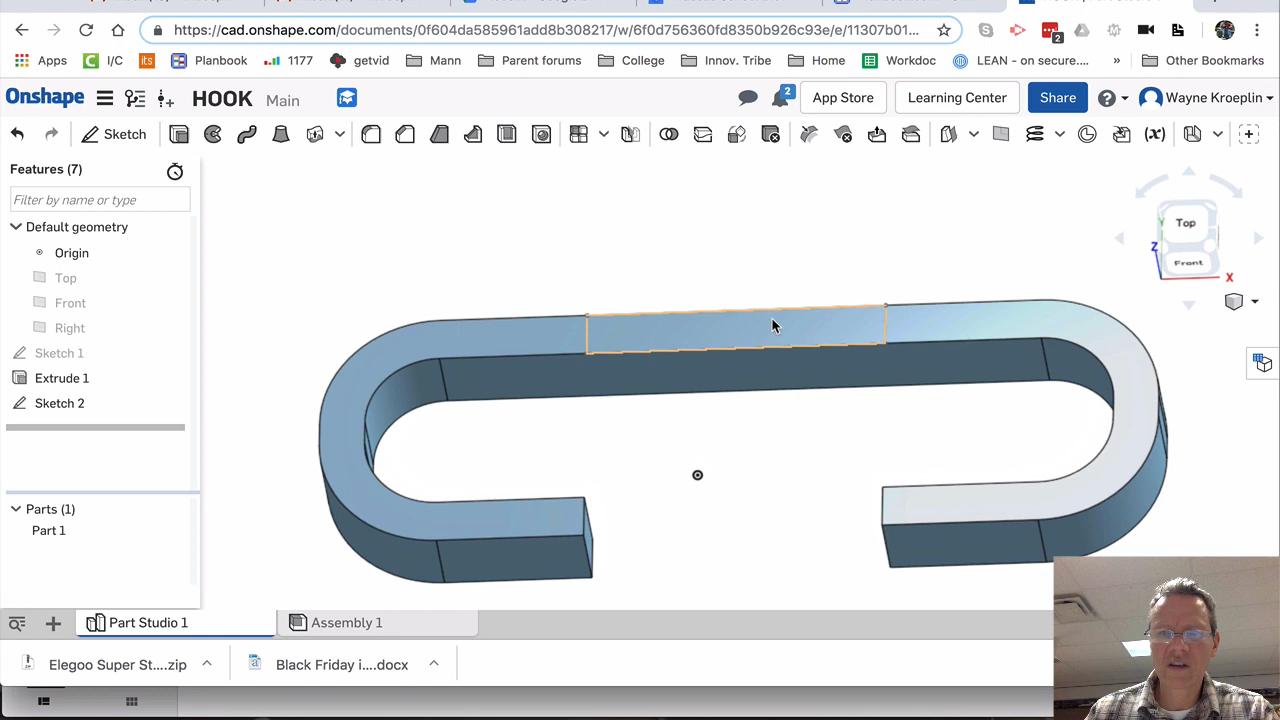 https://cad.onshape.com/documents/0f604da585961add8b308217/w/6f0d756360fd8350b926c93e/e/11307b01...
2
Apps I/C its Planbook 1177 getvid Mann Parent forums College Innov. Tribe Home Workdoc LEAN - on secure.... » Other Bookmarks
Onshape HOOK Main 2 App Store Learning Center Share Wayne Kroeplin
Sketch (x)
Features (7)
Filter by name or type
Default geometry
Origin
Top
Front
Right
Sketch 1
Extrude 1
Sketch 2
Parts (1)
Part 1
Top
Front
Z
Y
X
Part Studio 1 Assembly 1
Elegoo Super St....zip Black Friday i....docx